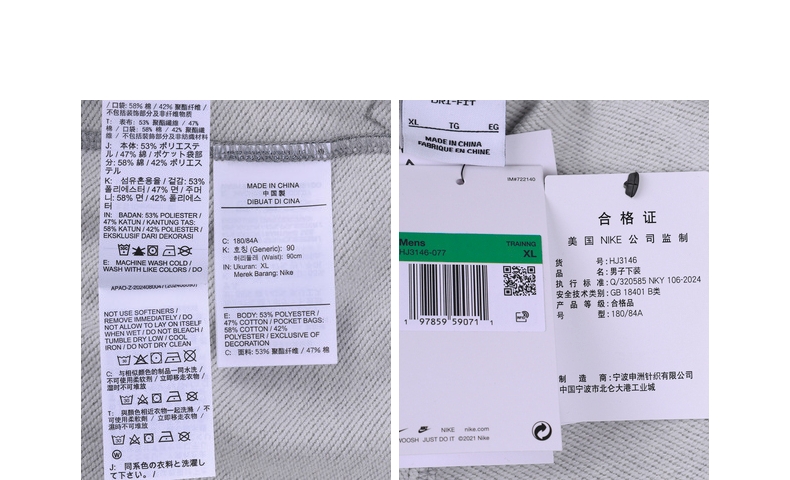 / 口袋: 58% 棉 / 42% 聚酯纤维 /
不包括装饰部分及非纤维物质
T: 表布: 53% 聚酯纖維 / 47%
棉 / 口袋: 58% 棉 / 42% 聚酯纖
維 / 不包括裝飾部分及非紡織材料
J: 本体: 53% ポリエステ
ル / 47% 綿 / ポケット袋部
分: 58% 綿 / 42% ポリエス
テル
K: 섬유혼용율 / 겉감: 53%
폴리에스터 / 47% 면 / 주머
니: 58% 면 / 42% 폴리에스
터
IN: BADAN: 53% POLIESTER /
47% KATUN / KANTUNG TAS:
58% KATUN / 42% POLIESTER /
EKSKLUSIF DARI DEKORASI
E: MACHINE WASH COLD /
WASH WITH LIKE COLORS / DO
NOT USE SOFTENERS /
REMOVE IMMEDIATELY / DO
NOT ALLOW TO LAY ON ITSELF
WHEN WET / DO NOT BLEACH /
TUMBLE DRY LOW / COOL
IRON / DO NOT DRY CLEAN
C: 与相似颜色的制品一同水洗 /
不可使用柔软剂 / 立即移走衣物 /
湿时不可堆放
T: 與顏色相近衣物一起洗滌 / 不
可使用柔軟劑 / 立即移走衣物 /
濕時不可堆放
W
J: 同系色の衣料と洗濯し
て下さい。/
MADE IN CHINA
中国製
DIBUAT DI CINA
C: 180/84A
K: 호칭 (Generic): 90
허리둘레 (Waist): 90cm
IN: Ukuran: XL
Merek Barang: Nike
E: BODY: 53% POLYESTER /
47% COTTON / POCKET BAGS:
58% COTTON / 42%
POLYESTER / EXCLUSIVE OF
DECORATION
C: 面料: 53% 聚酯纤维 / 47% 棉
DRI-FIT
XL TG EG
MADE IN CHINA
FABRIQUÉ EN CHINE
IM#722140
Mens TRAINING
HJ3146-077 XL
1 97859 59071 1
NIKE nike.com
SWOOSH JUST DO IT ©2021 Nike
合格证
美国 NIKE 公司监制
货号: HJ3146
品名: 男子下装
执行标准: Q/320585 NKY 106-2024
安全技术类别: GB 18401 B类
产品等级: 合格品
号型: 180/84A
制造商: 宁波申洲针织有限公司
中国宁波市北仑大港工业城